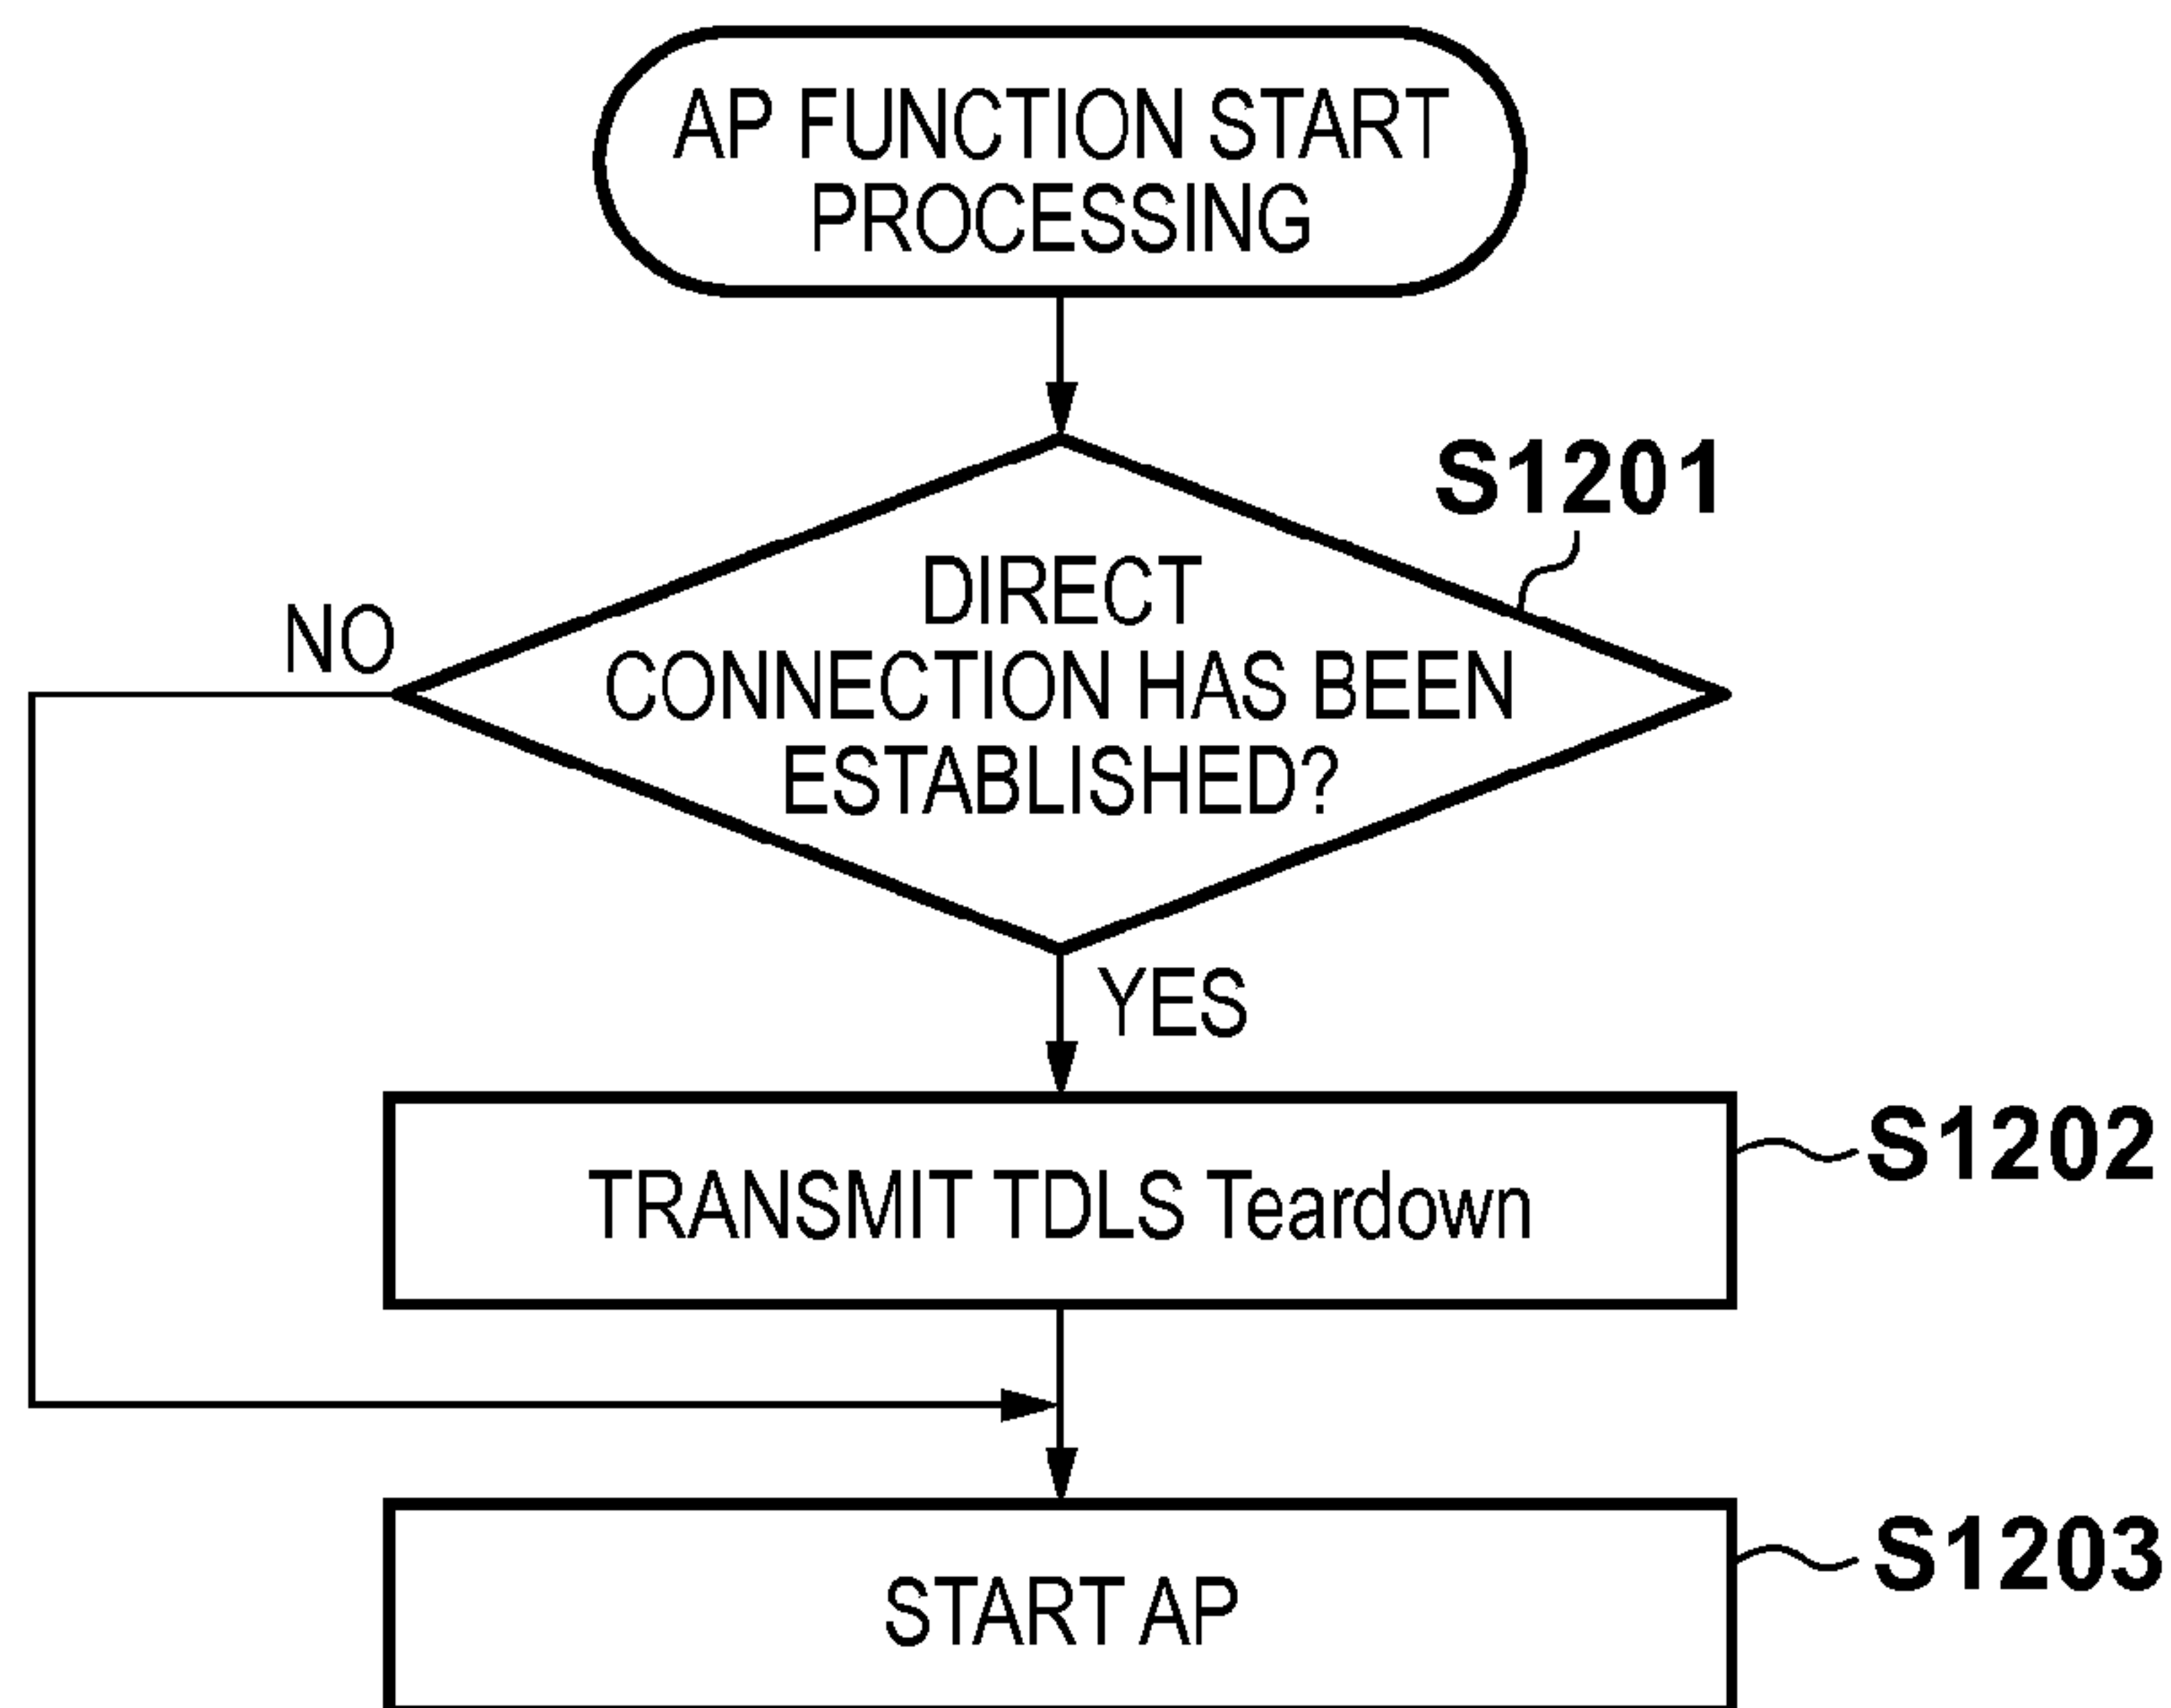 AP FUNCTION START
PROCESSING
S1201
DIRECT
CONNECTION HAS BEEN
ESTABLISHED?
NO
YES
TRANSMIT TDLS Teardown
S1202
START AP
S1203